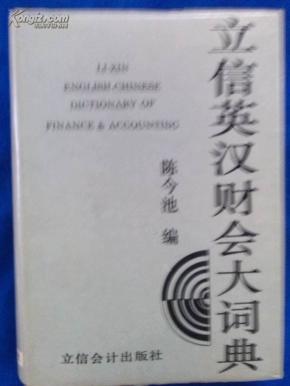 LI-XIN
ENGLISH-CHINESE
DICTIONARY OF
FINANCE & ACCOUNTING
立信英汉财会大词典
陈今池 编
立信会计出版社